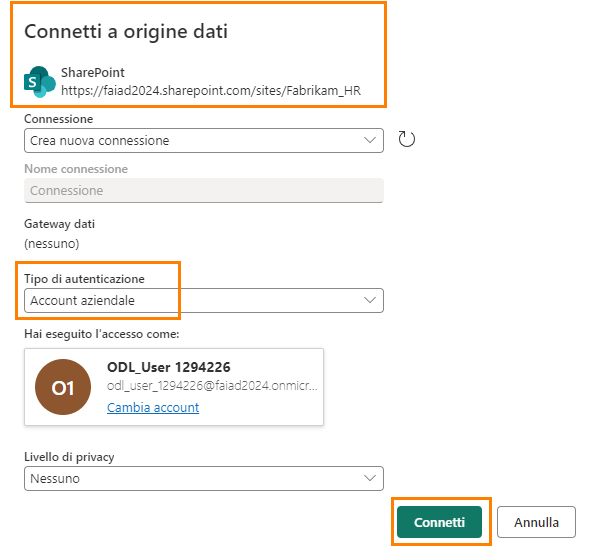 Connetti a origine dati
S
SharePoint
https://faiad2024.sharepoint.com/sites/Fabrikam_HR
Connessione
Crea nuova connessione
Nome connessione
Connessione
Gateway dati
(nessuno)
Tipo di autenticazione
Account aziendale
Hai eseguito l'accesso come:
O1
ODL_User 1294226
odl_user_1294226@faiad2024.onmicr...
Cambia account
Livello di privacy
Nessuno
Connetti
Annulla